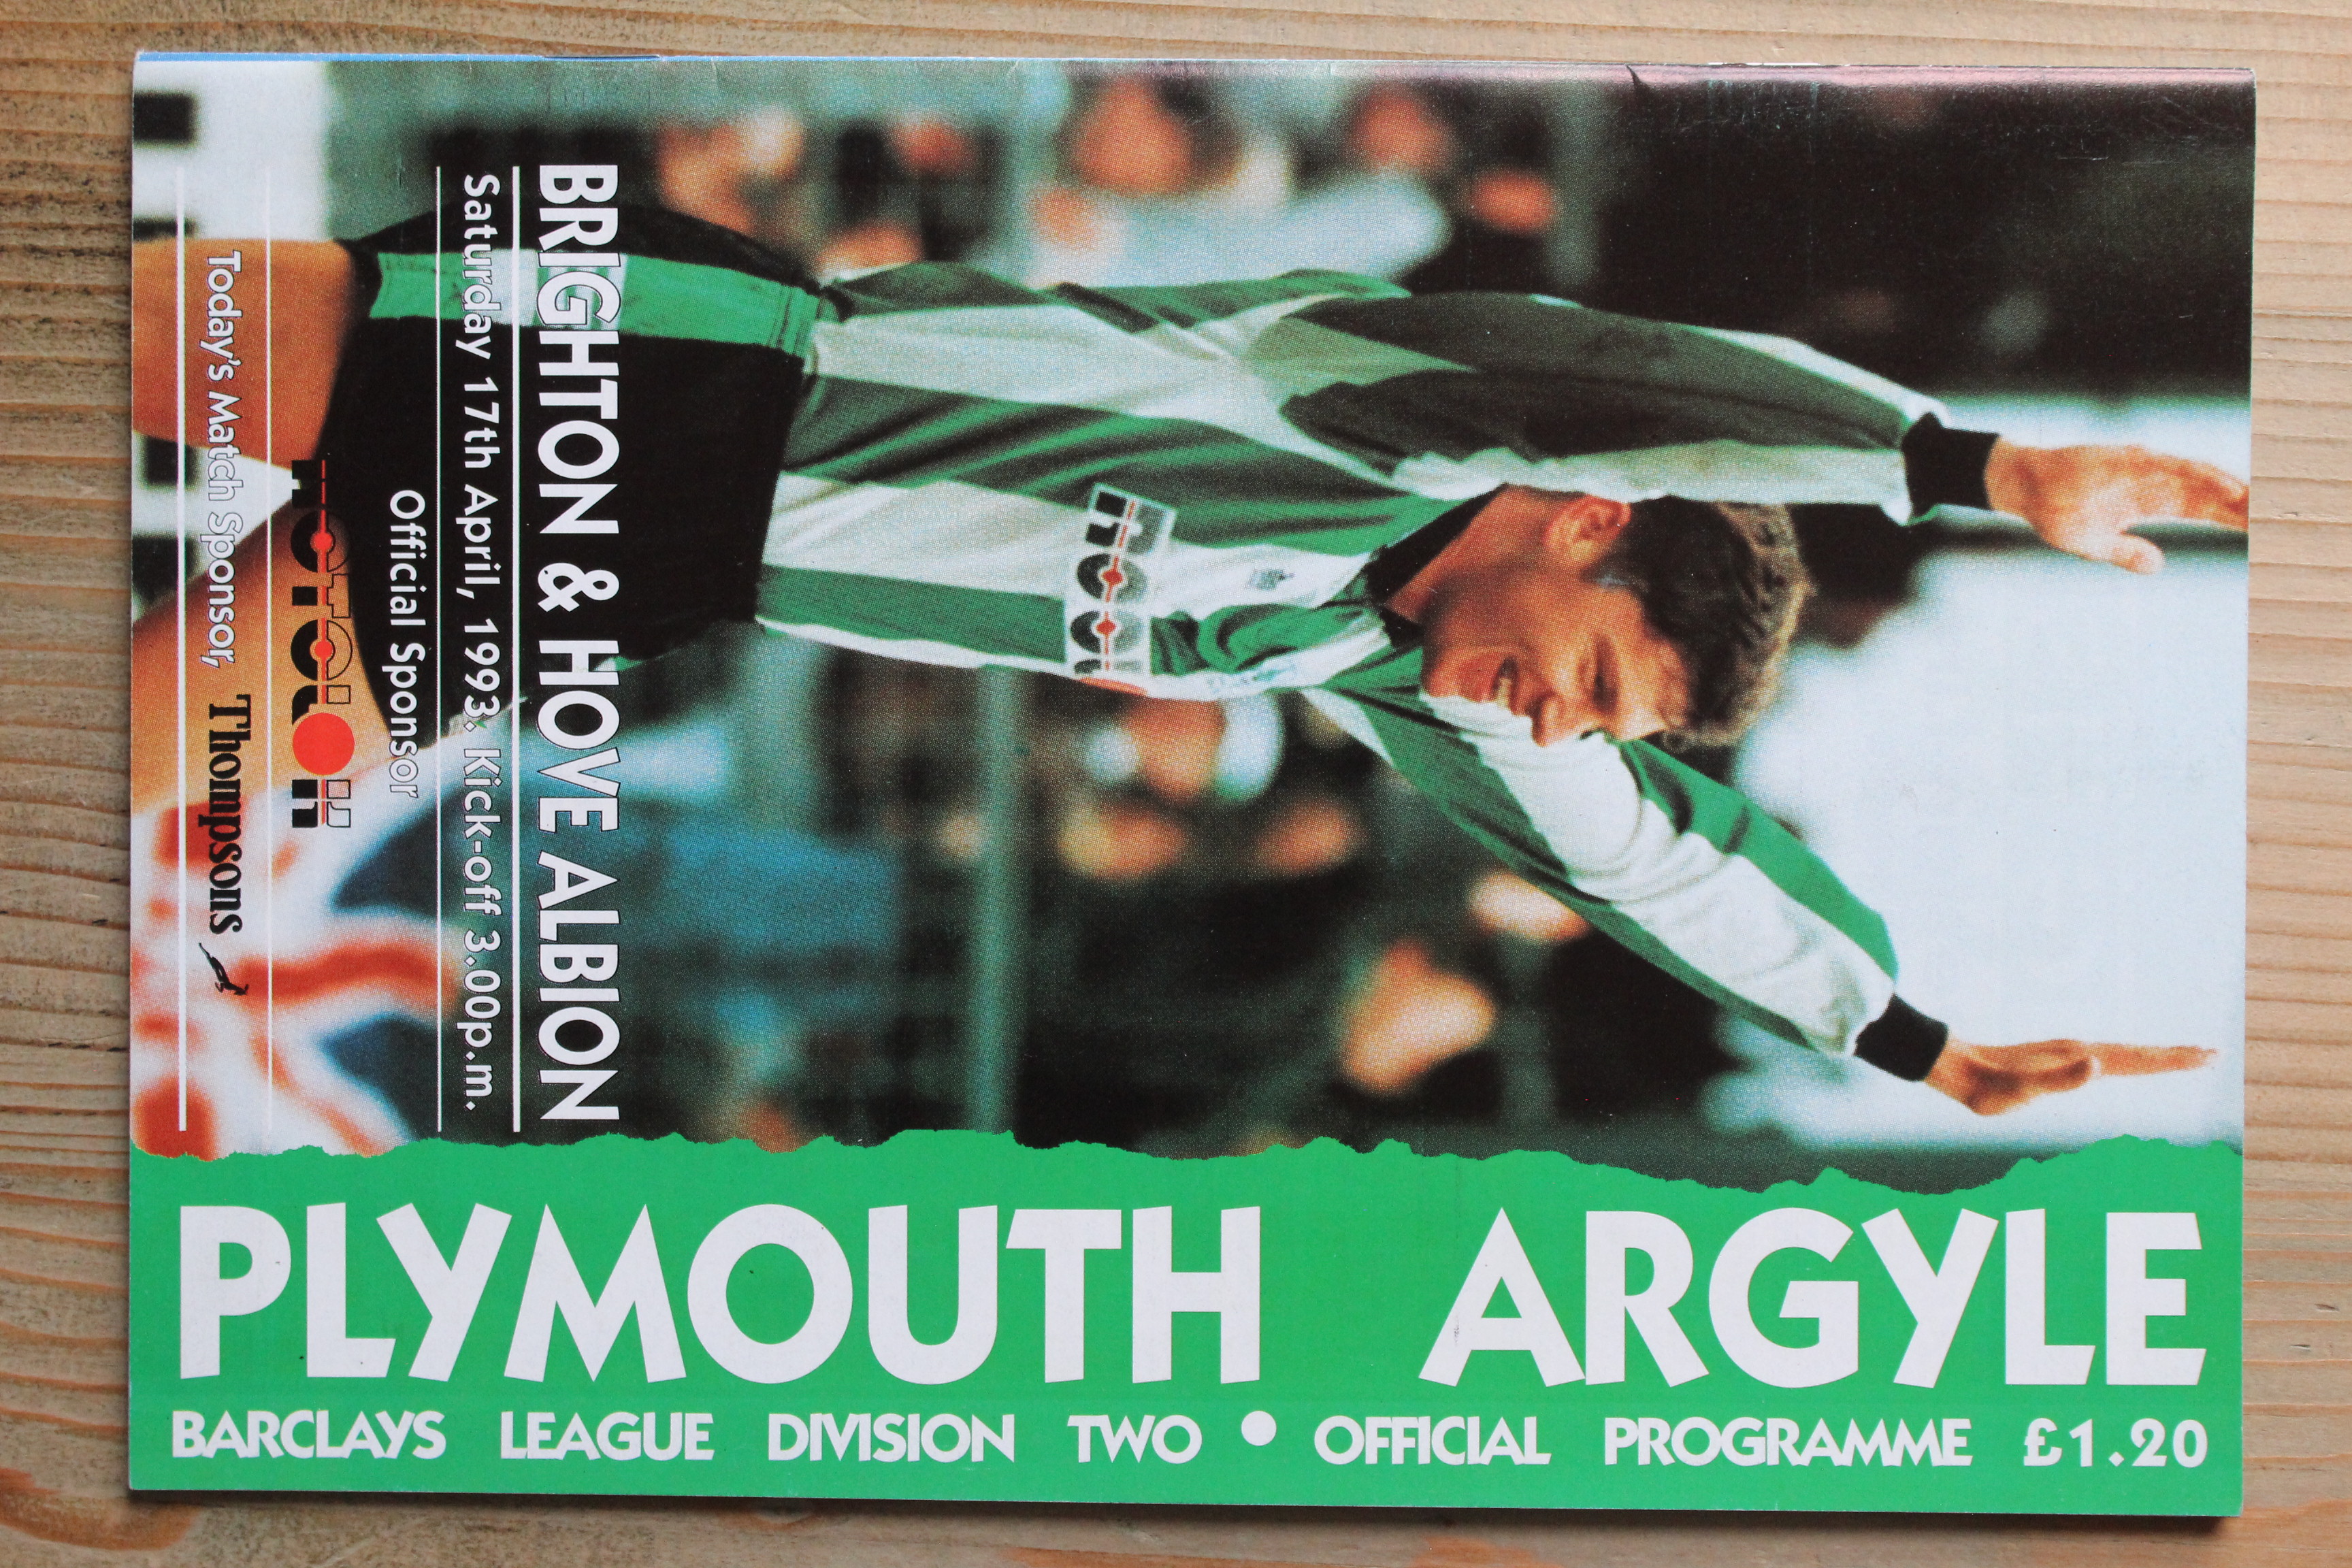 BRIGHTON & HOVE ALBION
Saturday 17th April, 1993. Kick-off 3.00p.m.
Official Sponsor
ROTOLOK
Today's Match Sponsor, Thompsons
PLYMOUTH ARGYLE
BARCLAYS LEAGUE DIVISION TWO • OFFICIAL PROGRAMME £1.20